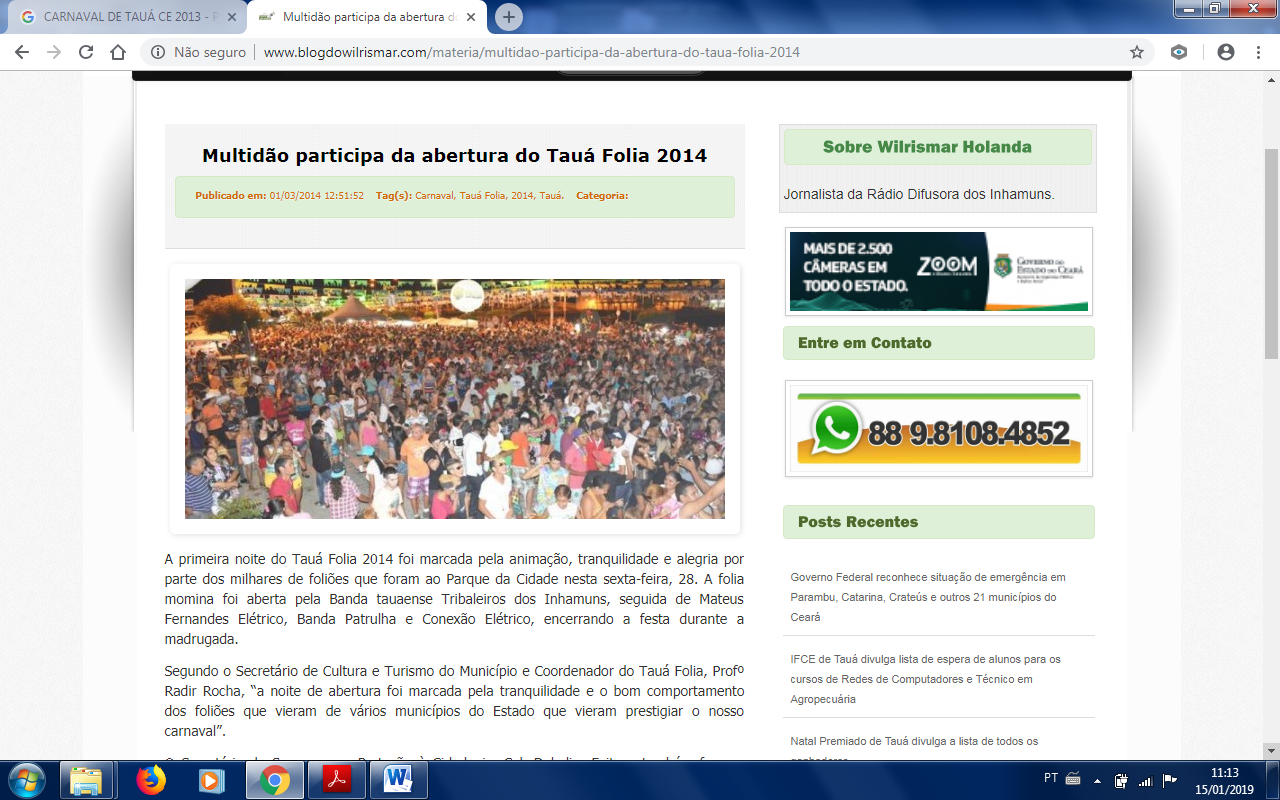 CARNAVAL DE TAUÁ CE 2013 - P
Multidão participa da abertura do
Não seguro
www.blogdowilrismar.com/materia/multidao-participa-da-abertura-do-taua-folia-2014
Multidão participa da abertura do Tauá Folia 2014
Publicado em: 01/03/2014 12:51:52 Tag(s): Carnaval, Tauá Folia, 2014, Tauá. Categoria:
A primeira noite do Tauá Folia 2014 foi marcada pela animação, tranquilidade e alegria por
parte dos milhares de foliões que foram ao Parque da Cidade nesta sexta-feira, 28. A folia
momina foi aberta pela Banda tauaense Tribaleiros dos Inhamuns, seguida de Mateus
Fernandes Elétrico, Banda Patrulha e Conexão Elétrico, encerrando a festa durante a
madrugada.
Segundo o Secretário de Cultura e Turismo do Município e Coordenador do Tauá Folia, Profº
Radir Rocha, “a noite de abertura foi marcada pela tranquilidade e o bom comportamento
dos foliões que vieram de vários municípios do Estado que vieram prestigiar o nosso
carnaval”.
Sobre Wilrismar Holanda
Jornalista da Rádio Difusora dos Inhamuns.
MAIS DE 2.500
CÂMERAS EM
TODO O ESTADO.
ZOOM
GOVERNO DO
ESTADO DO CEARÁ
Entre em Contato
88 9.8108.4852
Posts Recentes
Governo Federal reconhece situação de emergência em
Parambu, Catarina, Crateús e outros 21 municípios do
Ceará
IFCE de Tauá divulga lista de espera de alunos para os
cursos de Redes de Computadores e Técnico em
Agropecuária
Natal Premiado de Tauá divulga a lista de todos os
PT
11:13
15/01/2019